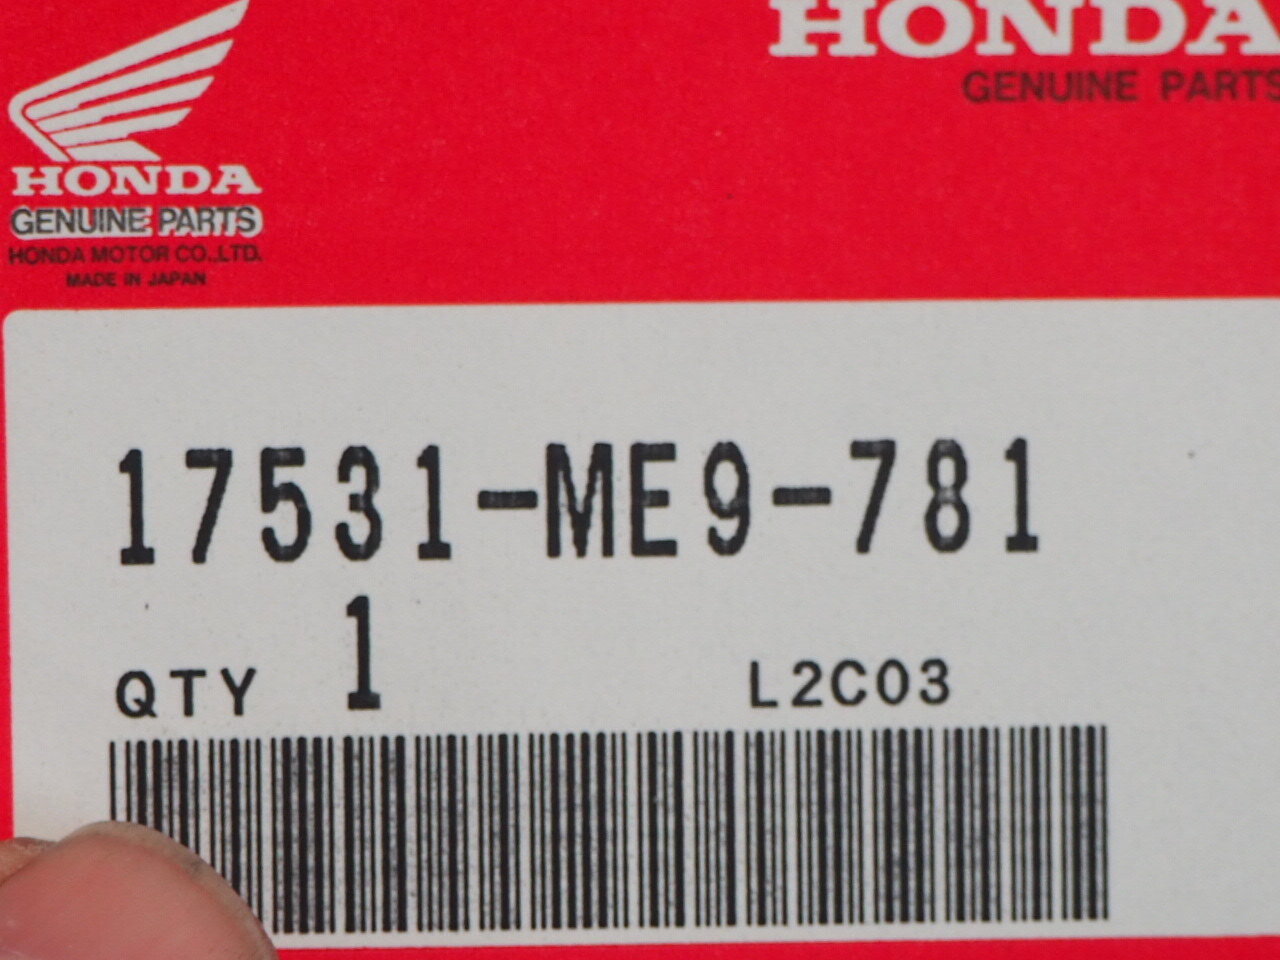 HONDA
GENUINE PARTS
HONDA MOTOR CO.,LTD.
MADE IN JAPAN
HONDA
GENUINE PARTS
17531-ME9-781
QTY 1 L2C03